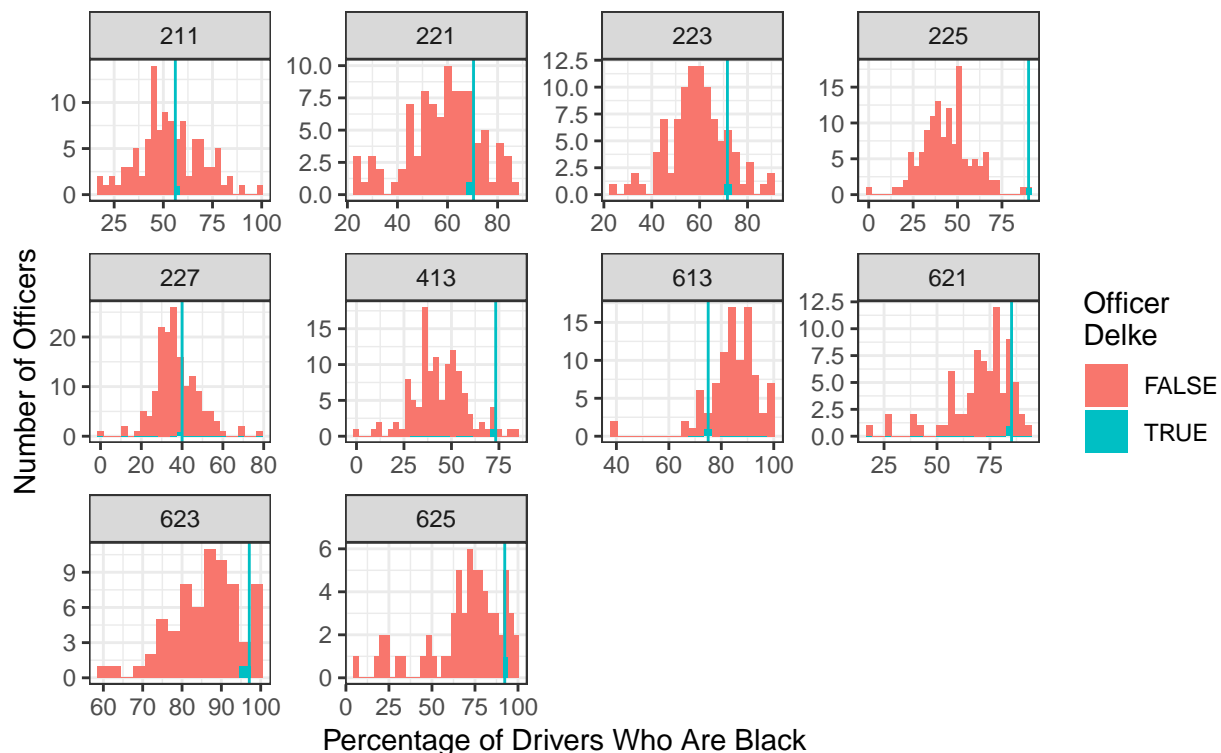 211 221 223 225
10 5 0
10.0 7.5 5.0 2.5 0.0
12.5 10.0 7.5 5.0 2.5 0.0
15 10 5 0
25 50 75 100
20 40 60 80
20 40 60 80
0 25 50 75
227 413 613 621
20 10 0
15 10 5 0
15 10 5 0
12.5 10.0 7.5 5.0 2.5 0.0
0 20 40 60 80
0 25 50 75
40 60 80 100
25 50 75
623 625
9 6 3 0
6 4 2 0
60 70 80 90 100
0 25 50 75 100
Number of Officers
Percentage of Drivers Who Are Black
Officer
Delke
FALSE
TRUE